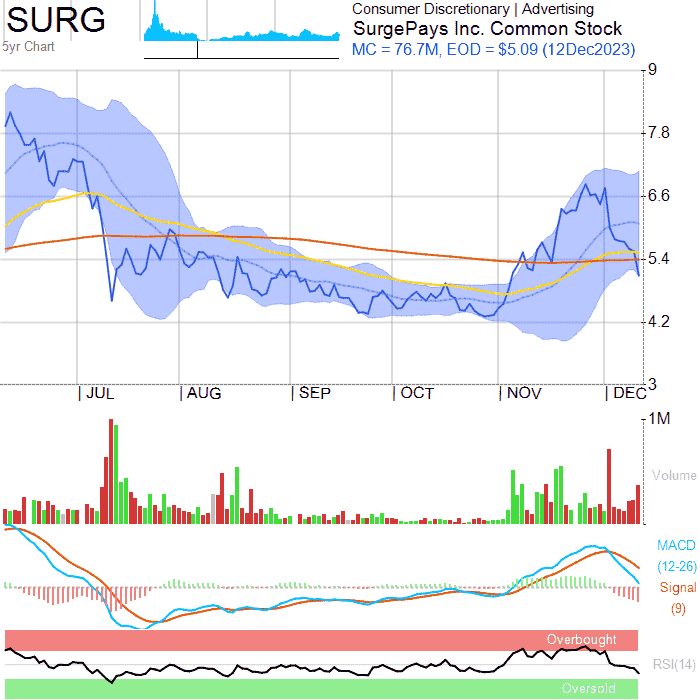 SURG
5yr Chart
Consumer Discretionary | Advertising
SurgePays Inc. Common Stock
MC = 76.7M, EOD = $5.09 (12Dec2023)
9
7.8
6.6
5.4
4.2
3
| JUL | AUG | SEP | OCT | NOV | DEC
1M
Volume
MACD
(12-26)
Signal
(9)
Overbought
RSI(14)
Oversold